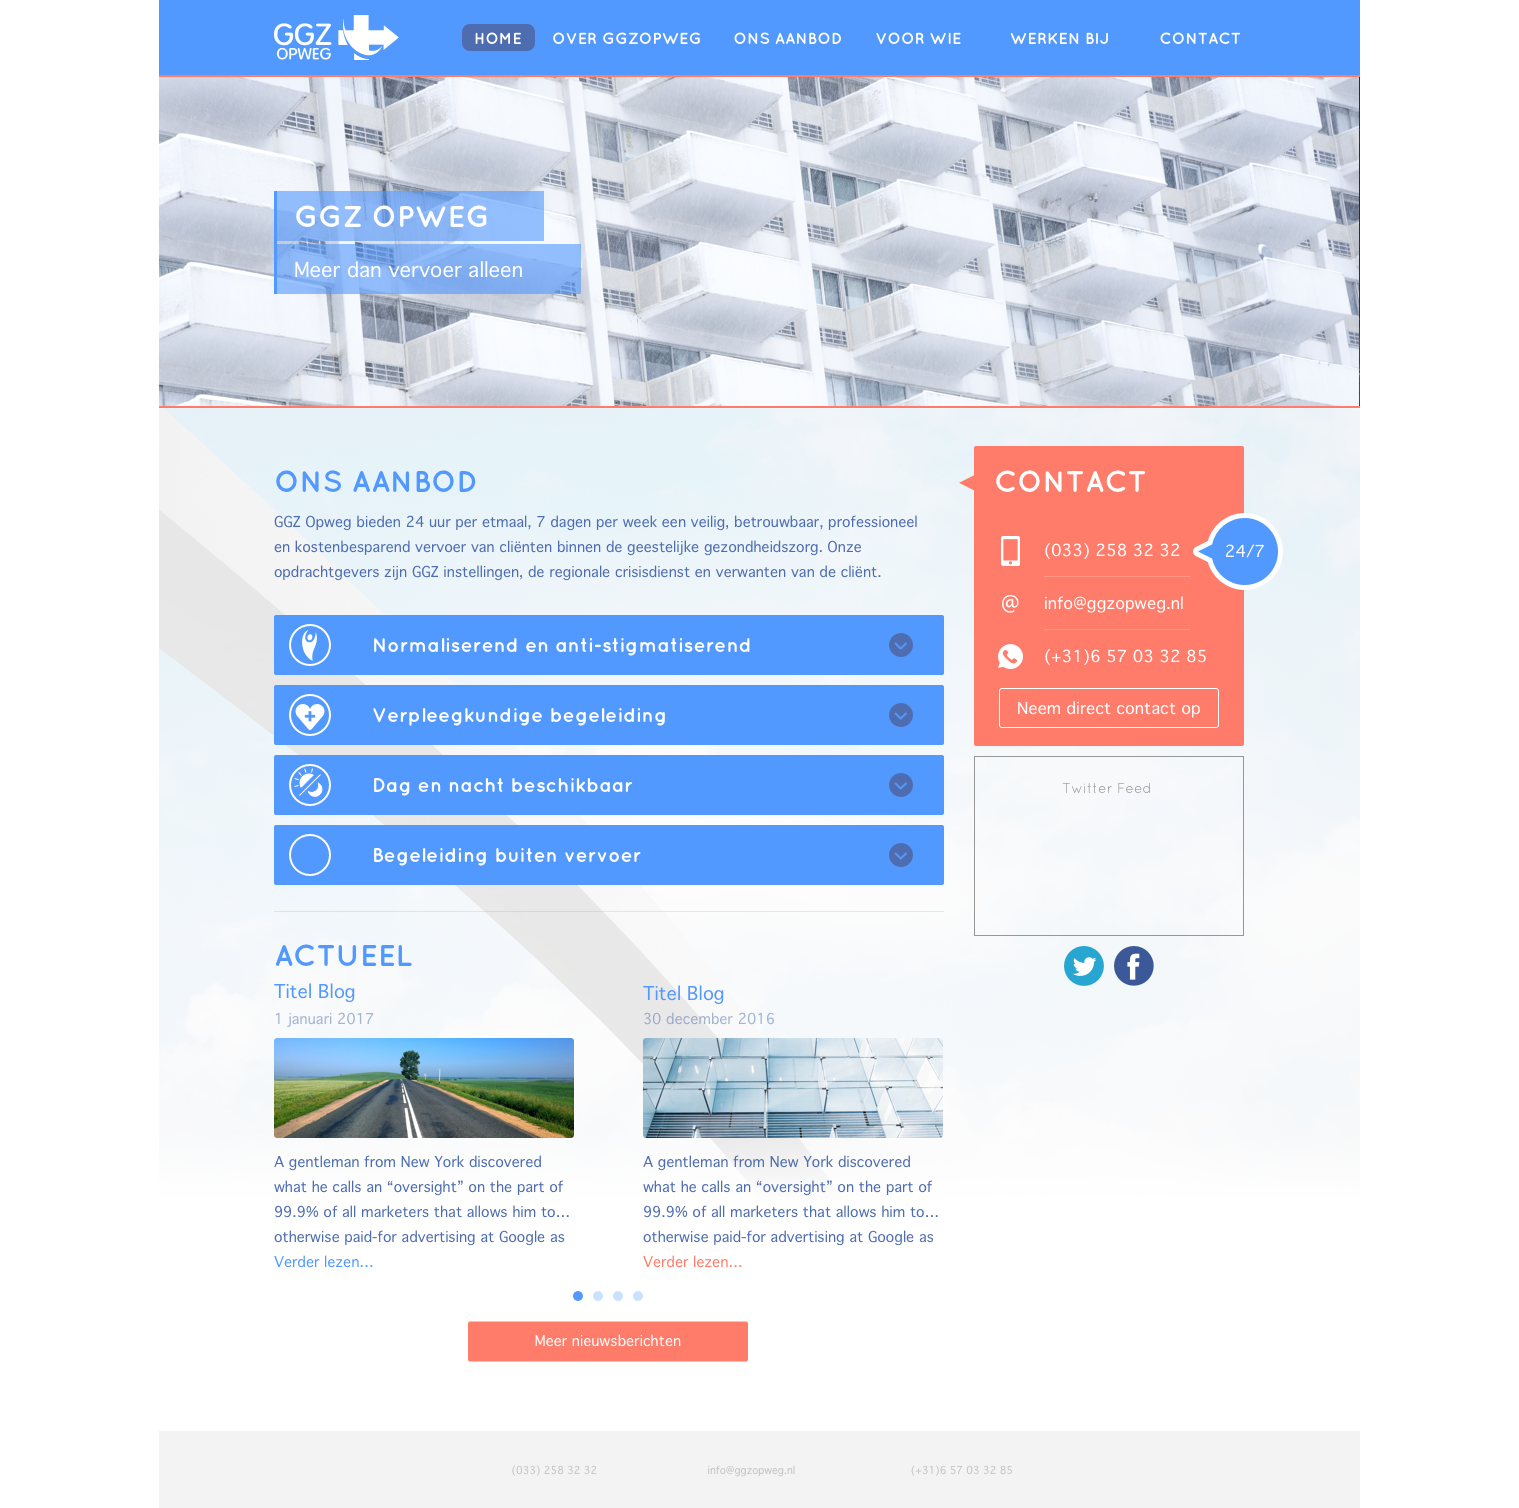 GGZ
OPWEG
HOME OVER GGZOPWEG ONS AANBOD VOOR WIE WERKEN BIJ CONTACT
GGZ OPWEG
Meer dan vervoer alleen
ONS AANBOD
GGZ Opweg bieden 24 uur per etmaal, 7 dagen per week een veilig, betrouwbaar, professioneel
en kostenbesparend vervoer van cliënten binnen de geestelijke gezondheidszorg. Onze
opdrachtgevers zijn GGZ instellingen, de regionale crisisdienst en verwanten van de cliënt.
Normaliserend en anti-stigmatiserend
Verpleegkundige begeleiding
Dag en nacht beschikbaar
Begeleiding buiten vervoer
CONTACT
(033) 258 32 32
24/7
@ info@ggzopweg.nl
(+31)6 57 03 32 85
Neem direct contact op
Twitter Feed
f
ACTUEEL
Titel Blog
1 januari 2017
A gentleman from New York discovered
what he calls an “oversight” on the part of
99.9% of all marketers that allows him to...
otherwise paid-for advertising at Google as
Verder lezen...
Titel Blog
30 december 2016
A gentleman from New York discovered
what he calls an “oversight” on the part of
99.9% of all marketers that allows him to...
otherwise paid-for advertising at Google as
Verder lezen...
Meer nieuwsberichten
(033) 258 32 32 info@ggzopweg.nl (+31)6 57 03 32 85